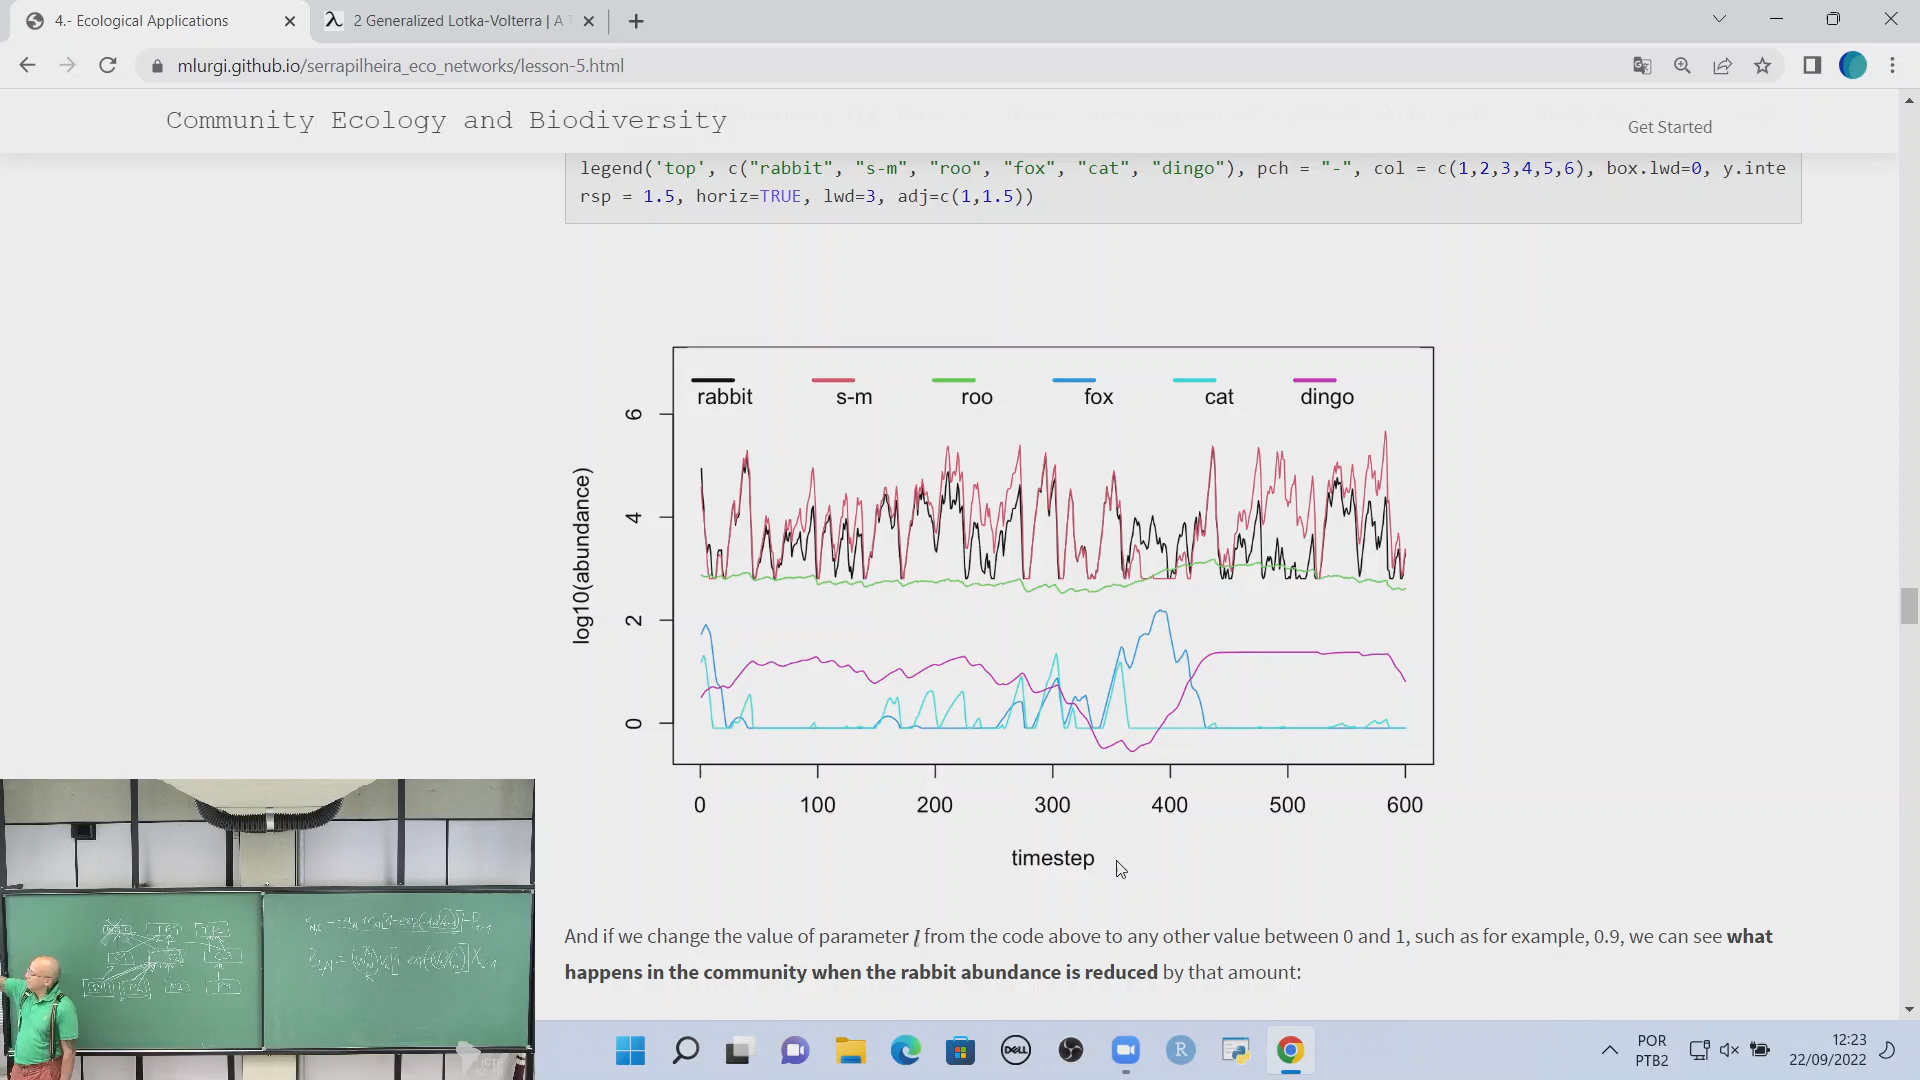 4.- Ecological Applications
2 Generalized Lotka-Volterra | A T
mlurgi.github.io/serrapilheira_eco_networks/lesson-5.html
Community Ecology and Biodiversity
Get Started
legend('top', c("rabbit", "s-m", "roo", "fox", "cat", "dingo"), pch = "-", col = c(1,2,3,4,5,6), box.lwd=0, y.inte
rsp = 1.5, horiz=TRUE, lwd=3, adj=c(1,1.5))
rabbit s-m roo fox cat dingo
log10(abundance)
6
4
2
0
0 100 200 300 400 500 600
timestep
And if we change the value of parameter l from the code above to any other value between 0 and 1, such as for example, 0.9, we can see what
happens in the community when the rabbit abundance is reduced by that amount:
DELL
R
POR
PTB2
12:23
22/09/2022